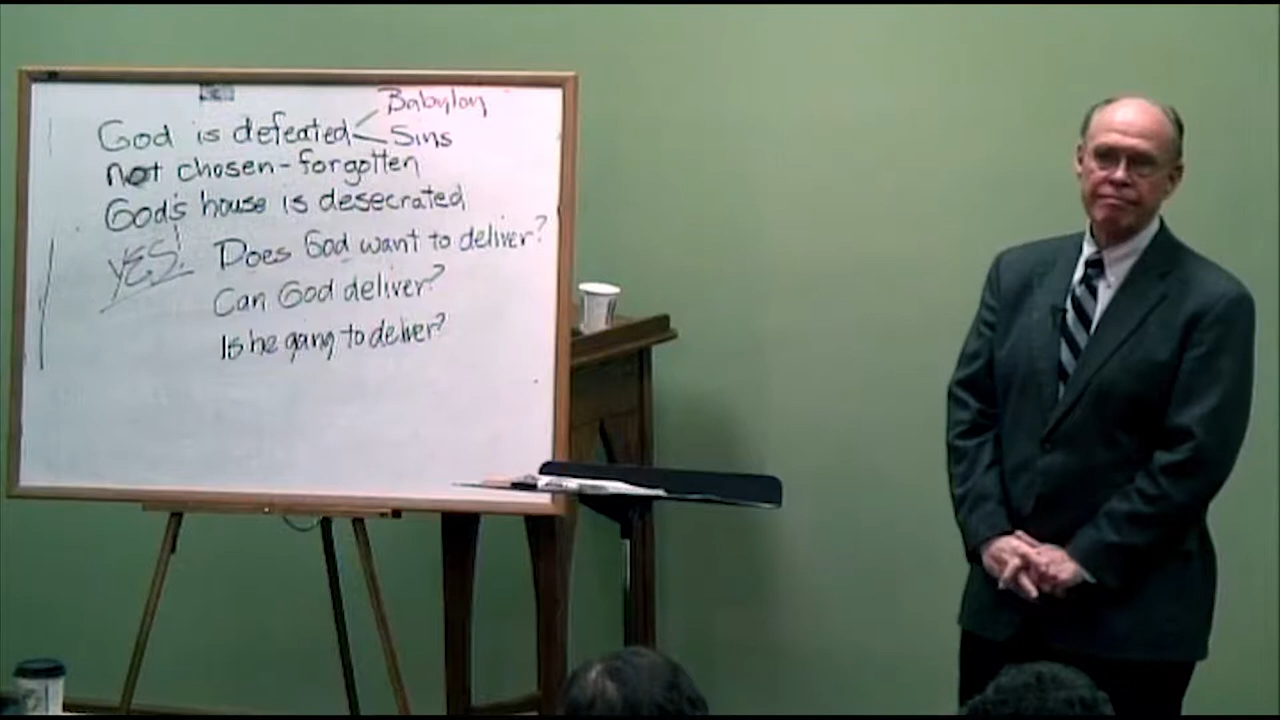 Babylon
God is defeated < Sins
not chosen - forgotten
God's house is desecrated
YES! Does God want to deliver?
Can God deliver?
Is he gang to deliver?